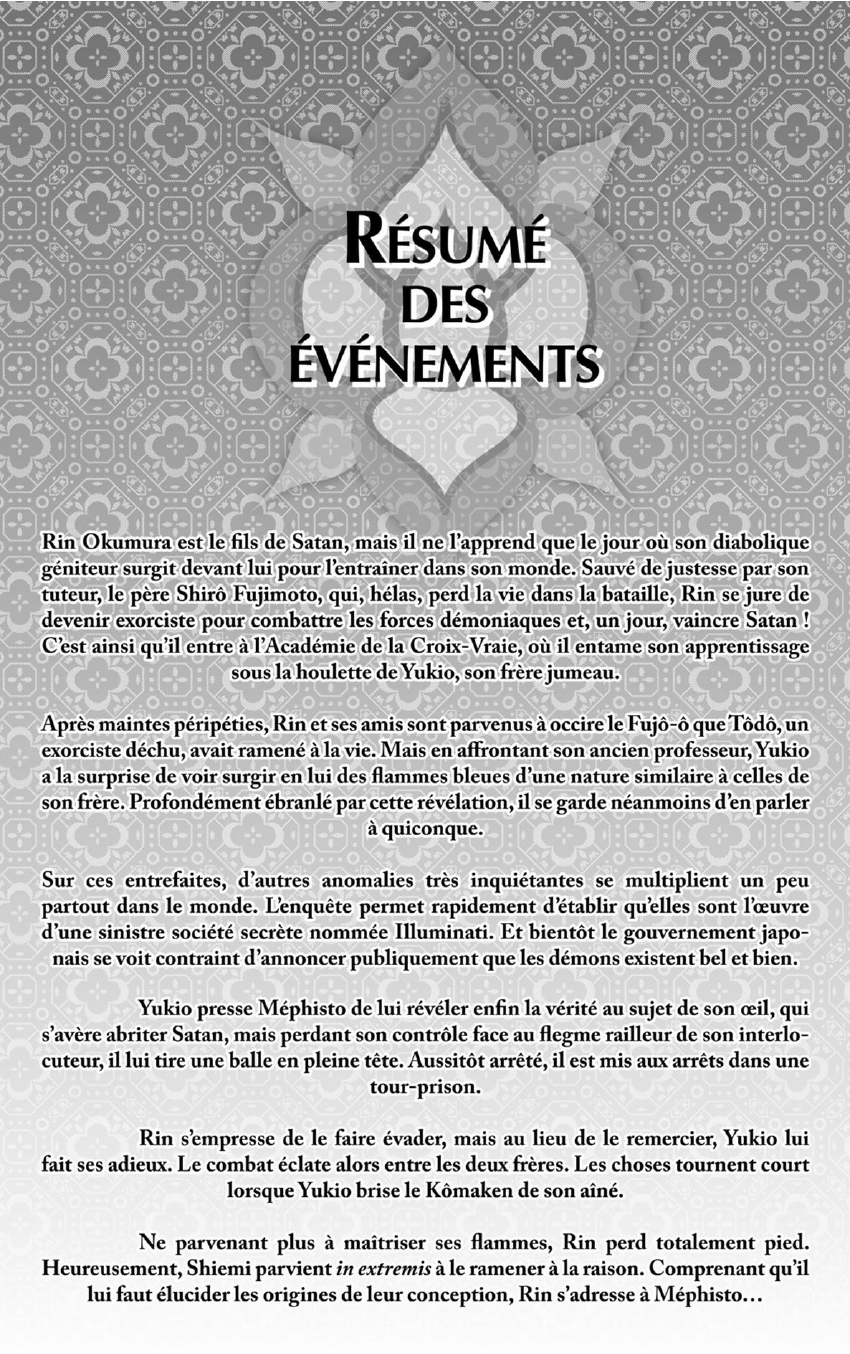 RÉSUMÉ
DES
ÉVÉNEMENTS
Rin Okumura est le fils de Satan, mais il ne l’apprend que le jour où son diabolique
géniteur surgit devant lui pour l’entraîner dans son monde. Sauvé de justesse par son
tuteur, le père Shirô Fujimoto, qui, hélas, perd la vie dans la bataille, Rin se jure de
devenir exorciste pour combattre les forces démoniaques et, un jour, vaincre Satan !
C’est ainsi qu’il entre à l’Académie de la Croix-Vraie, où il entame son apprentissage
sous la houlette de Yukio, son frère jumeau.
Après maintes péripéties, Rin et ses amis sont parvenus à occire le Fujô-ô que Tôdô, un
exorciste déchu, avait ramené à la vie. Mais en affrontant son ancien professeur, Yukio
a la surprise de voir surgir en lui des flammes bleues d’une nature similaire à celles de
son frère. Profondément ébranlé par cette révélation, il se garde néanmoins d’en parler
à quiconque.
Sur ces entrefaites, d’autres anomalies très inquiétantes se multiplient un peu
partout dans le monde. L’enquête permet rapidement d’établir qu’elles sont l’œuvre
d’une sinistre société secrète nommée Illuminati. Et bientôt le gouvernement japo-
nais se voit contraint d’annoncer publiquement que les démons existent bel et bien.
Yukio presse Méphisto de lui révéler enfin la vérité au sujet de son œil, qui
s’avère abriter Satan, mais perdant son contrôle face au flegme railleur de son interlo-
cuteur, il lui tire une balle en pleine tête. Aussitôt arrêté, il est mis aux arrêts dans une
tour-prison.
Rin s’empresse de le faire évader, mais au lieu de le remercier, Yukio lui
fait ses adieux. Le combat éclate alors entre les deux frères. Les choses tournent court
lorsque Yukio brise le Kômaken de son aîné.
Ne parvenant plus à maîtriser ses flammes, Rin perd totalement pied.
Heureusement, Shiemi parvient in extremis à le ramener à la raison. Comprenant qu’il
lui faut élucider les origines de leur conception, Rin s’adresse à Méphisto…